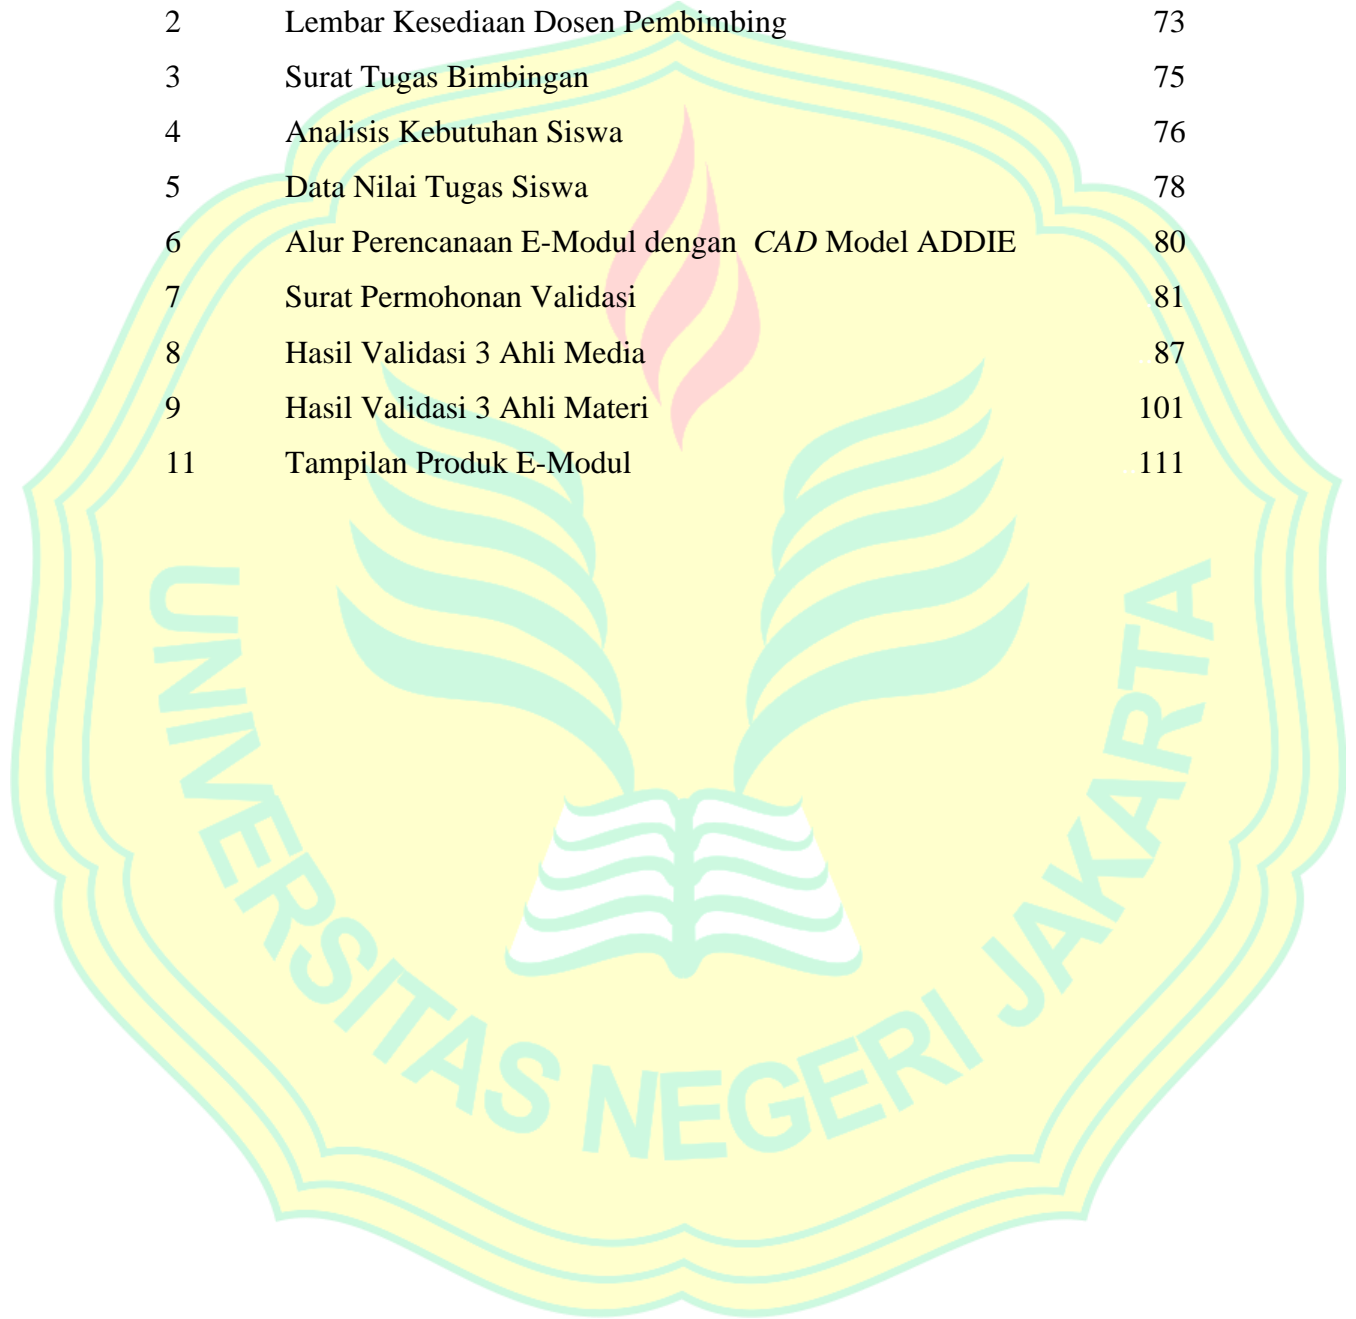 2 Lembar Kesediaan Dosen Pembimbing 73
3 Surat Tugas Bimbingan 75
4 Analisis Kebutuhan Siswa 76
5 Data Nilai Tugas Siswa 78
6 Alur Perencanaan E-Modul dengan CAD Model ADDIE 80
7 Surat Permohonan Validasi 81
8 Hasil Validasi 3 Ahli Media 87
9 Hasil Validasi 3 Ahli Materi 101
11 Tampilan Produk E-Modul 111
UNIVERSITAS NEGERI JAKARTA